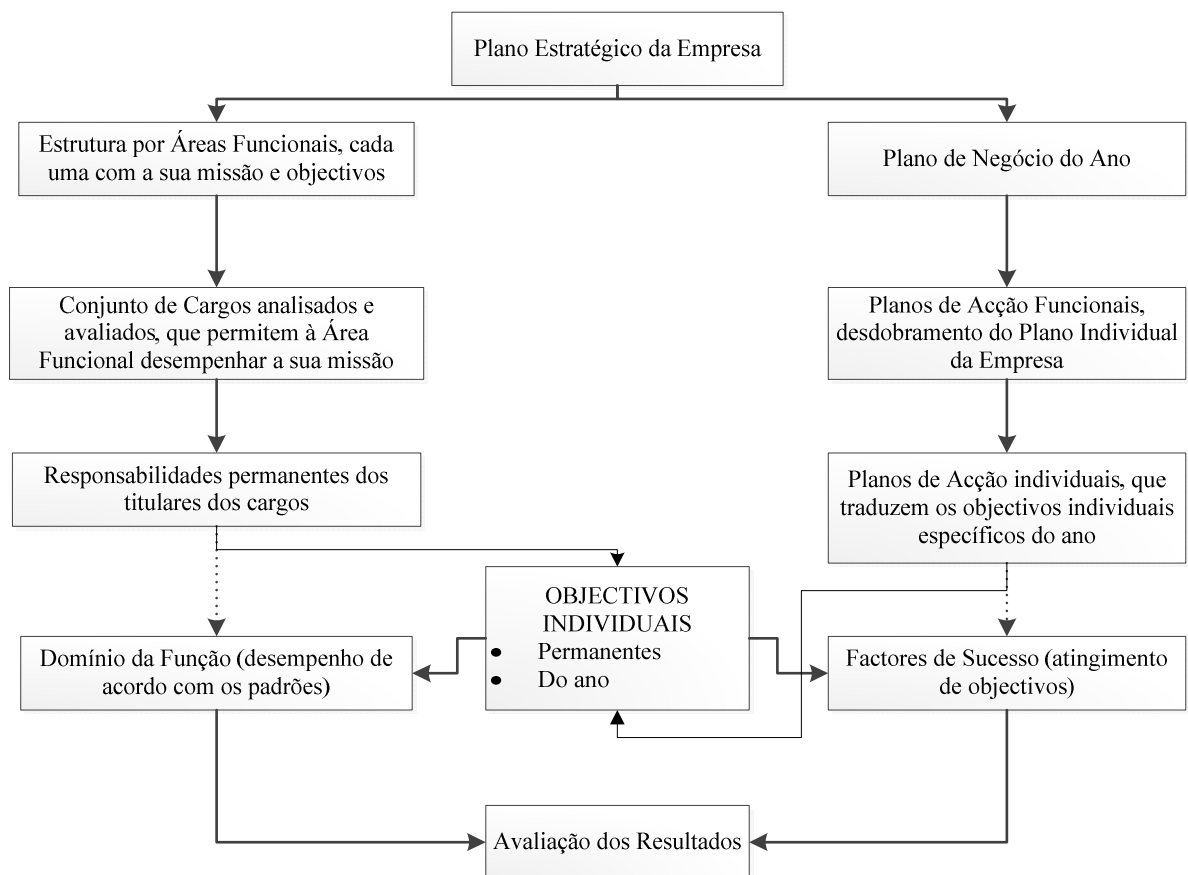 Plano Estratégico da Empresa
Estrutura por Áreas Funcionais, cada
uma com a sua missão e objectivos
Plano de Negócio do Ano
Conjunto de Cargos analisados e
avaliados, que permitem à Área
Funcional desempenhar a sua missão
Planos de Acção Funcionais,
desdobramento do Plano Individual
da Empresa
Responsabilidades permanentes dos
titulares dos cargos
Planos de Acção individuais, que
traduzem os objectivos individuais
específicos do ano
OBJECTIVOS
INDIVIDUAIS
• Permanentes
• Do ano
Domínio da Função (desempenho de
acordo com os padrões)
Factores de Sucesso (atingimento
de objectivos)
Avaliação dos Resultados